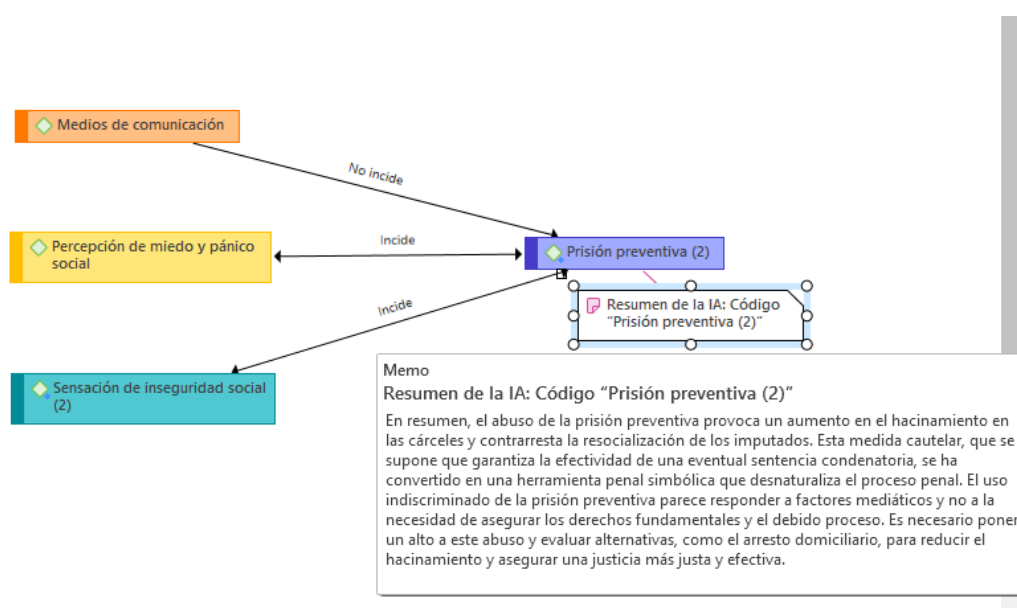 Medios de comunicación
No incide
Percepción de miedo y pánico
social
Incide
Prisión preventiva (2)
Incide
Resumen de la IA: Código
“Prisión preventiva (2)”
Sensación de inseguridad social
(2)
Memo
Resumen de la IA: Código “Prisión preventiva (2)”
En resumen, el abuso de la prisión preventiva provoca un aumento en el hacinamiento en
las cárceles y contrarresta la resocialización de los imputados. Esta medida cautelar, que se
supone que garantiza la efectividad de una eventual sentencia condenatoria, se ha
convertido en una herramienta penal simbólica que desnaturaliza el proceso penal. El uso
indiscriminado de la prisión preventiva parece responder a factores mediáticos y no a la
necesidad de asegurar los derechos fundamentales y el debido proceso. Es necesario poner
un alto a este abuso y evaluar alternativas, como el arresto domiciliario, para reducir el
hacinamiento y asegurar una justicia más justa y efectiva.